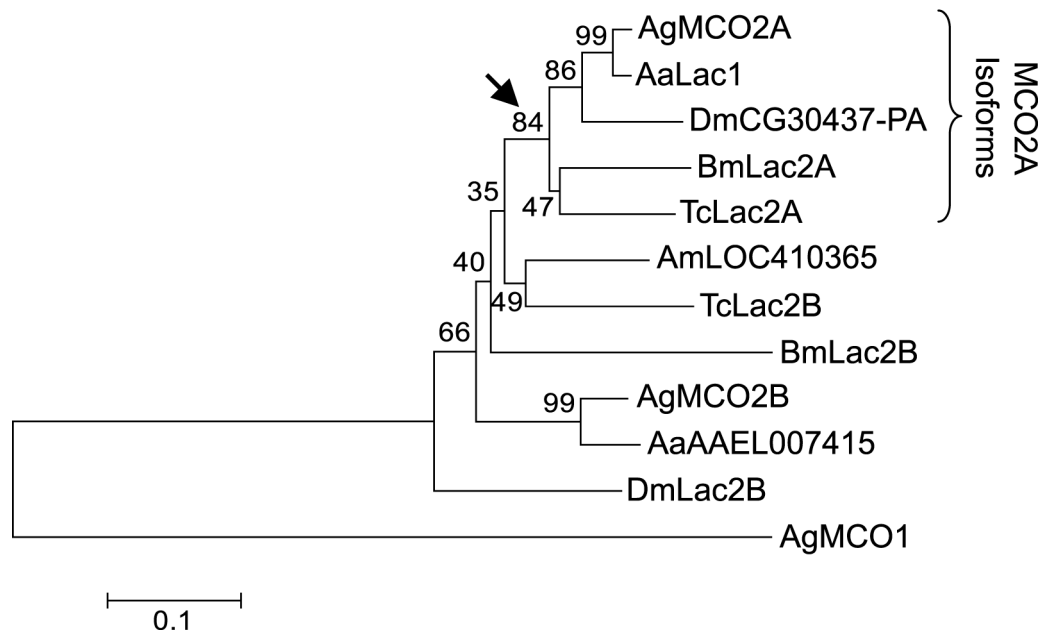 99
AgMCO2A
AaLac1
86
DmCG30437-PA
84
BmLac2A
47
TcLac2A
MCO2A
Isoforms
35
AmLOC410365
49
TcLac2B
40
BmLac2B
66
99
AgMCO2B
AaAAEL007415
DmLac2B
AgMCO1
0.1